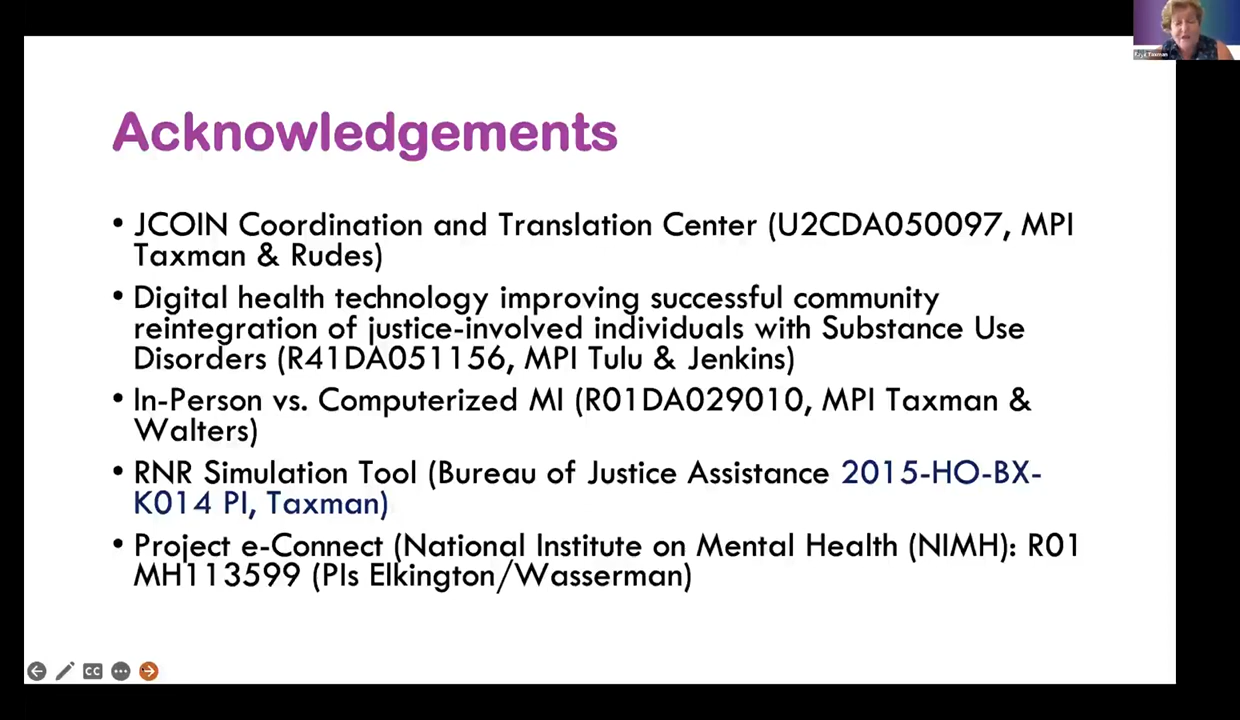 Acknowledgements
• JCOIN Coordination and Translation Center (U2CDA050097, MPI
Taxman & Rudes)
• Digital health technology improving successful community
reintegration of justice-involved individuals with Substance Use
Disorders (R41DA051156, MPI Tulu & Jenkins)
• In-Person vs. Computerized MI (R01DA029010, MPI Taxman &
Walters)
• RNR Simulation Tool (Bureau of Justice Assistance 2015-HO-BX-
K014 PI, Taxman)
• Project e-Connect (National Institute on Mental Health (NIMH): R01
MH113599 (PIs Elkington/Wasserman)
CC
Taxman